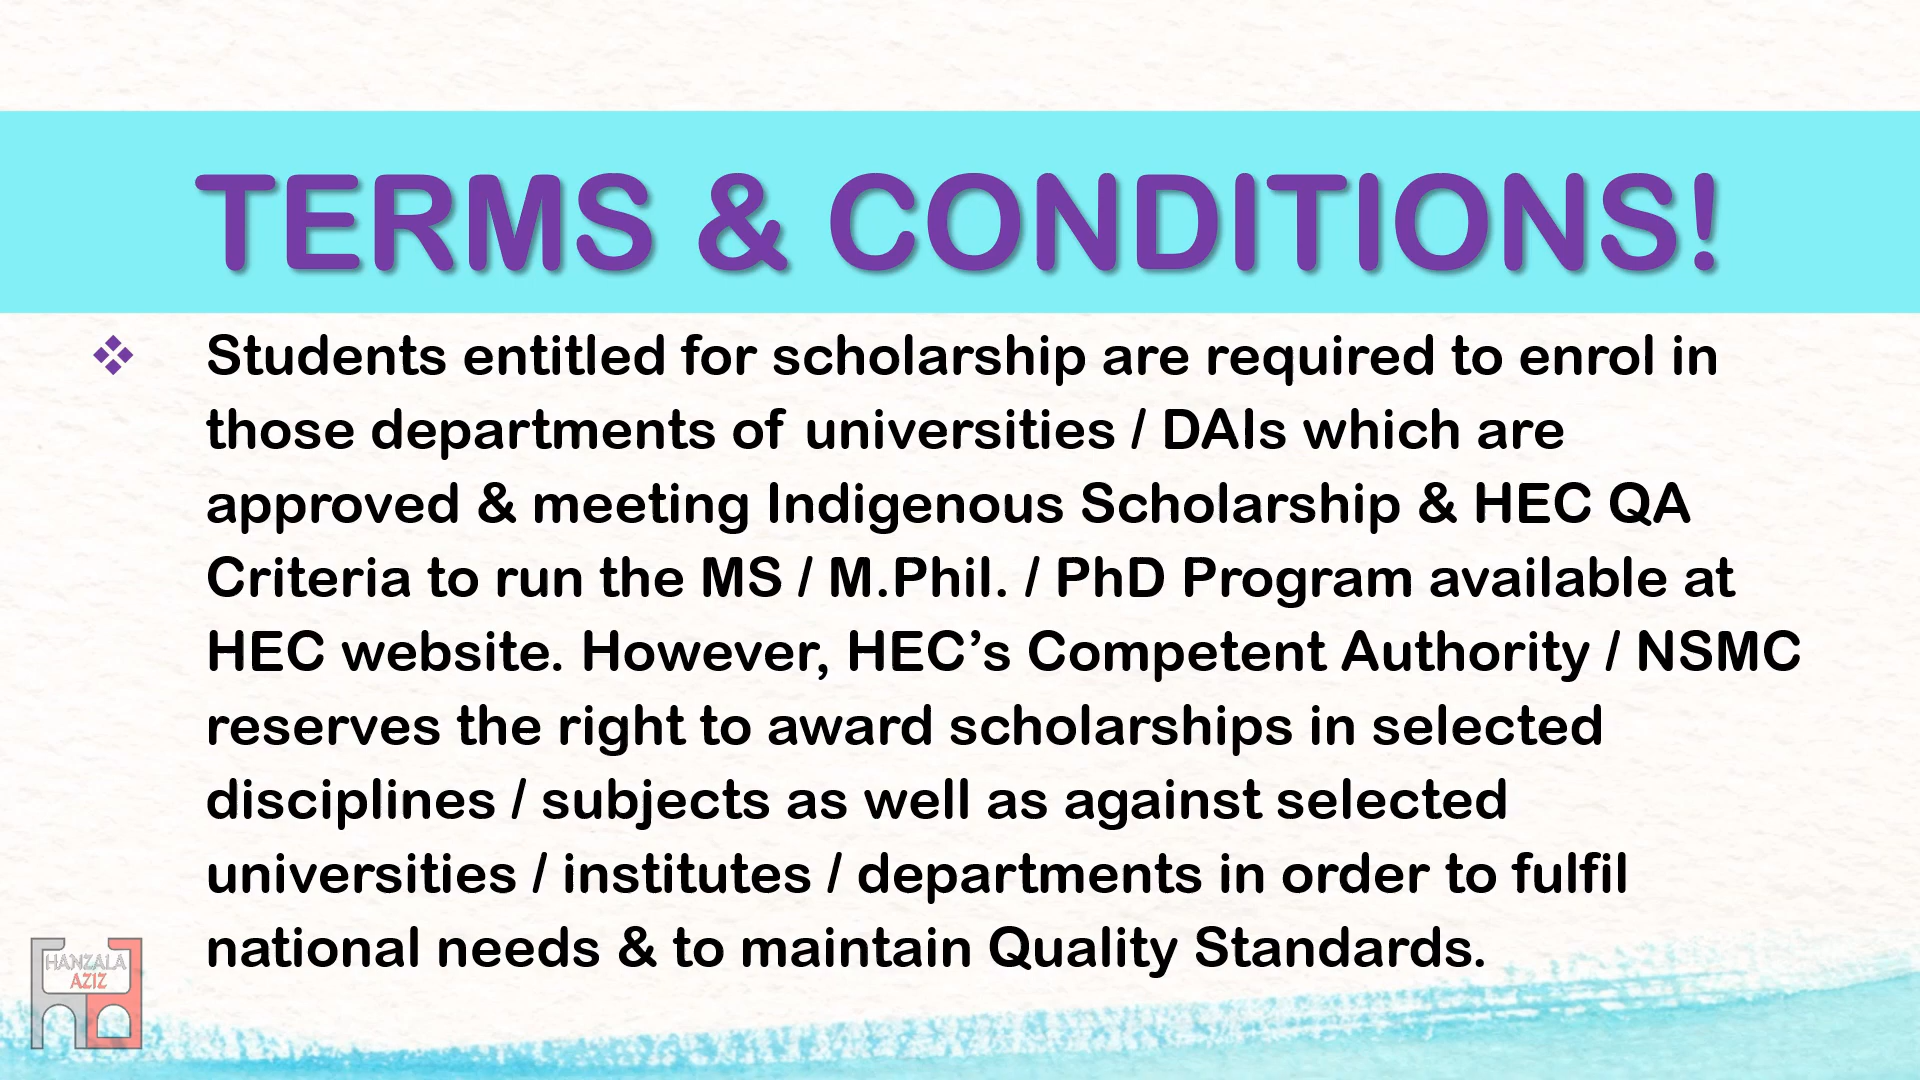 TERMS & CONDITIONS!
❖ Students entitled for scholarship are required to enrol in
those departments of universities / DAIs which are
approved & meeting Indigenous Scholarship & HEC QA
Criteria to run the MS / M.Phil. / PhD Program available at
HEC website. However, HEC’s Competent Authority / NSMC
reserves the right to award scholarships in selected
disciplines / subjects as well as against selected
universities / institutes / departments in order to fulfil
national needs & to maintain Quality Standards.
HANZALA
AZIZ